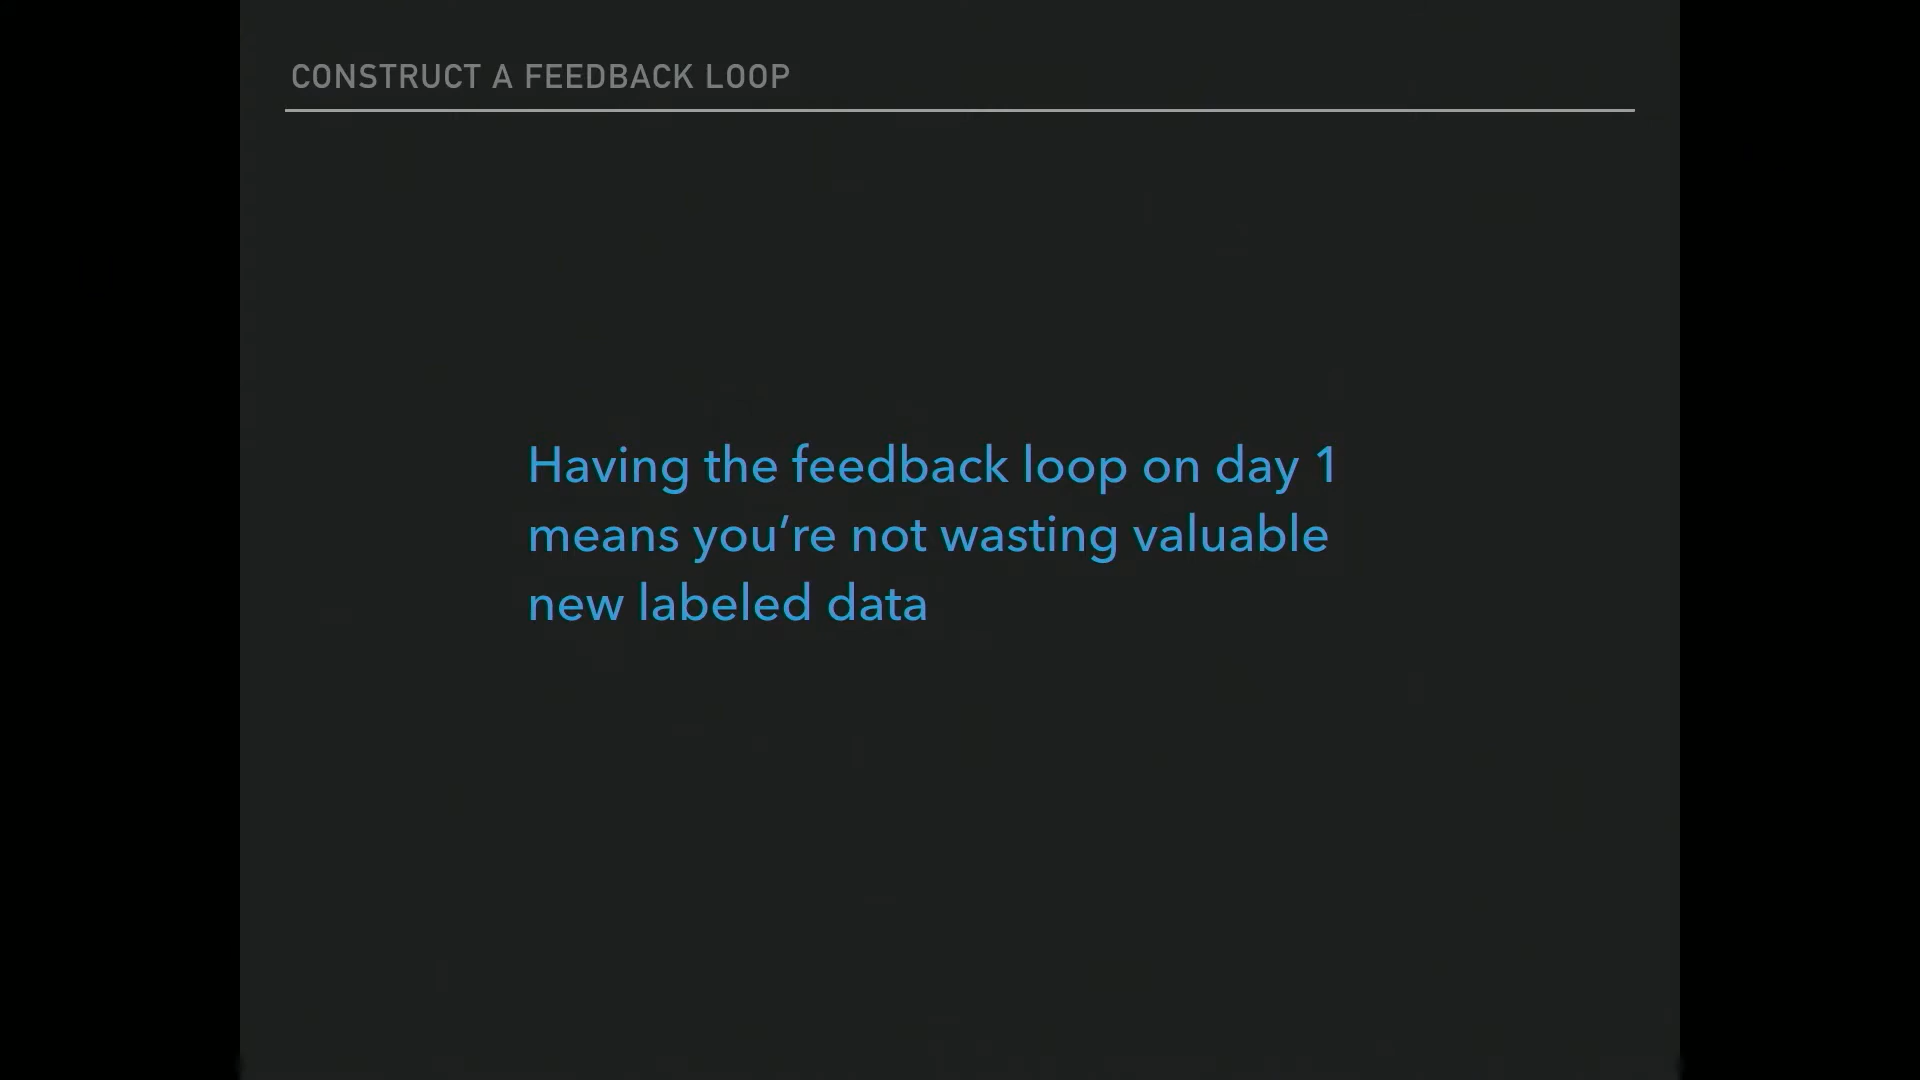 CONSTRUCT A FEEDBACK LOOP
Having the feedback loop on day 1
means you’re not wasting valuable
new labeled data